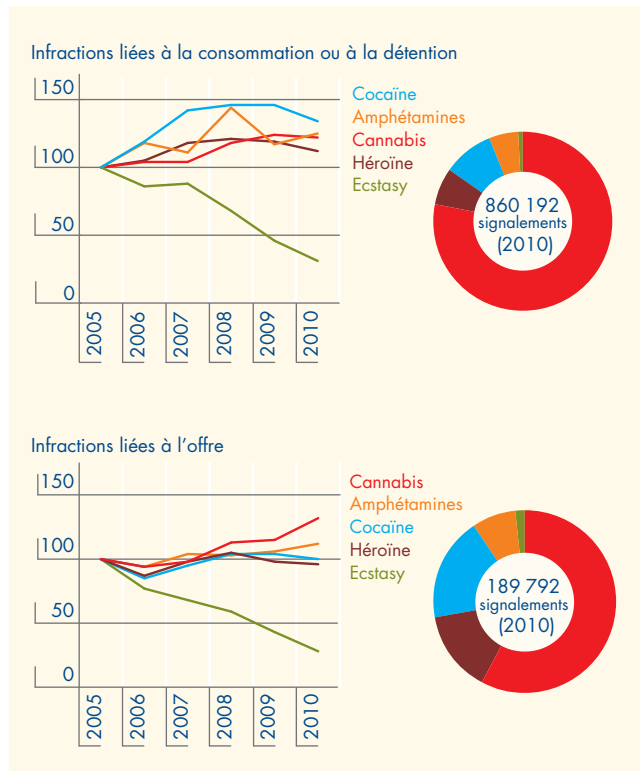 Infractions liées à la consommation ou à la détention
150
100
50
0
2005
2006
2007
2008
2009
2010
Cocaïne
Amphétamines
Cannabis
Héroïne
Ecstasy
860 192
signalements
(2010)
Infractions liées à l’offre
150
100
50
0
2005
2006
2007
2008
2009
2010
Cannabis
Amphétamines
Cocaïne
Héroïne
Ecstasy
189 792
signalements
(2010)